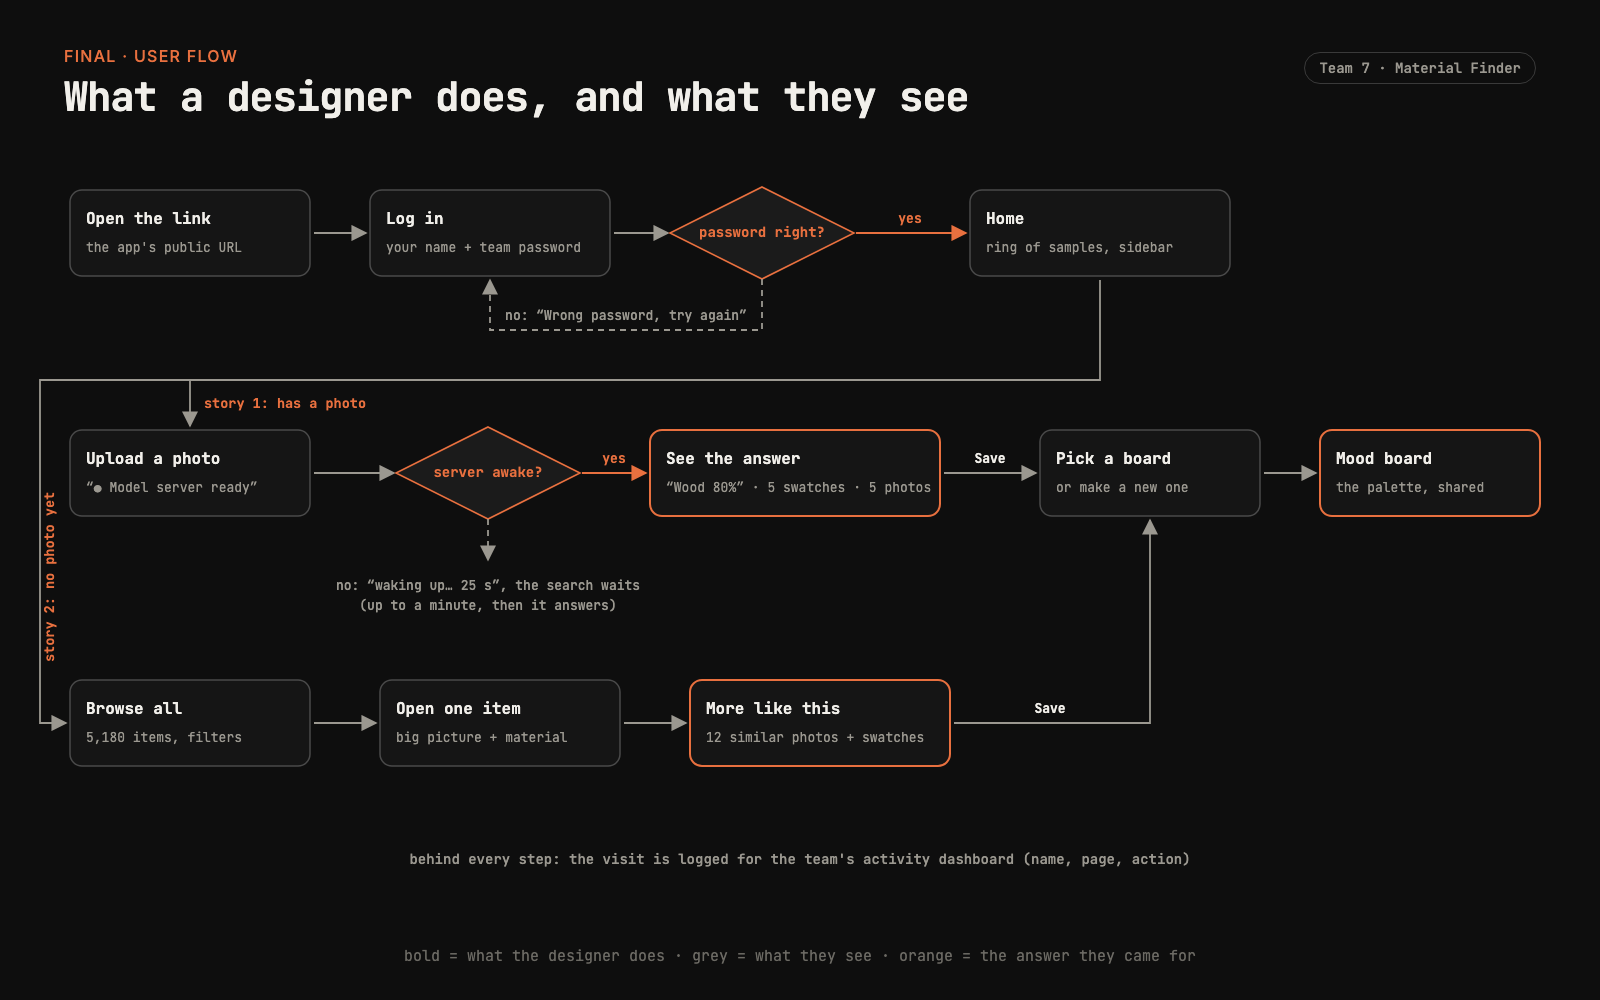 FINAL · USER FLOW
Team 7 · Material Finder
What a designer does, and what they see
Open the link
the app's public URL
Log in
your name + team password
password right?
yes
Home
ring of samples, sidebar
no: “Wrong password, try again”
story 1: has a photo
story 2: no photo yet
Upload a photo
“● Model server ready”
server awake?
yes
See the answer
“Wood 80%” · 5 swatches · 5 photos
Save
Pick a board
or make a new one
Mood board
the palette, shared
no: “waking up… 25 s”, the search waits
(up to a minute, then it answers)
Browse all
5,180 items, filters
Open one item
big picture + material
More like this
12 similar photos + swatches
Save
behind every step: the visit is logged for the team's activity dashboard (name, page, action)
bold = what the designer does · grey = what they see · orange = the answer they came for